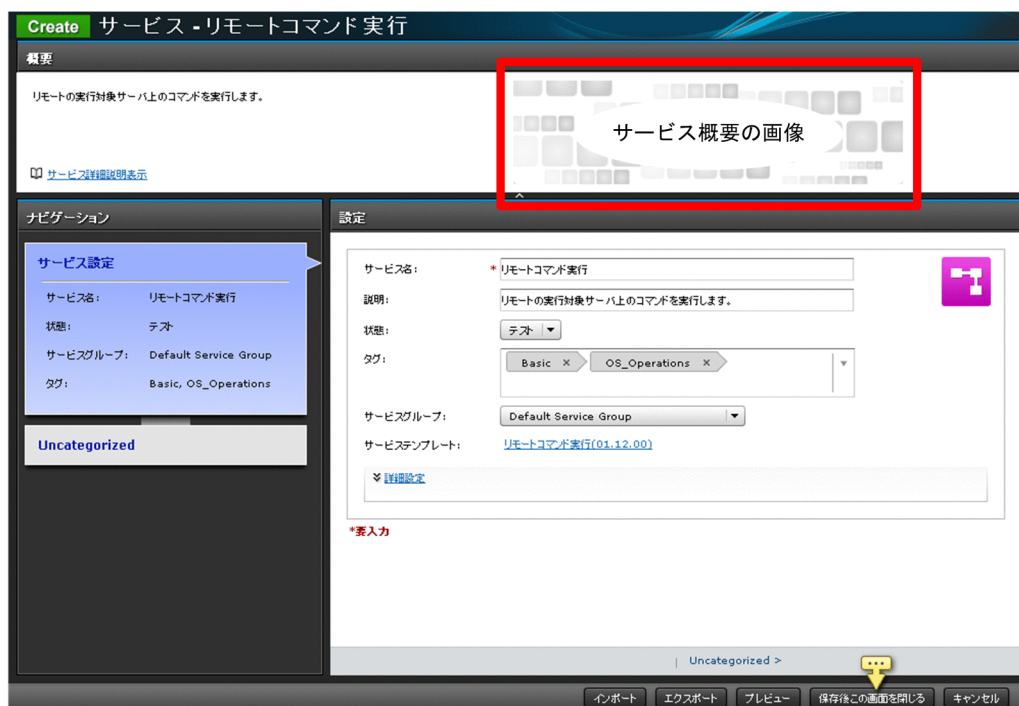 Create サービス - リモートコマンド実行
概要
リモートの実行対象サーバ上のコマンドを実行します。
サービス概要の画像
サービス詳細説明表示
ナビゲーション
サービス設定
サービス名: リモートコマンド実行
状態: テスト
サービスグループ: Default Service Group
タグ: Basic, OS_Operations
Uncategorized
設定
サービス名: * リモートコマンド実行
説明: リモートの実行対象サーバ上のコマンドを実行します。
状態: テスト
タグ: Basic × OS_Operations ×
サービスグループ: Default Service Group
サービステンプレート: リモートコマンド実行(01.12.00)
詳細設定
*要入力
| Uncategorized >
インポート エクスポート プレビュー 保存後この画面を閉じる キャンセル